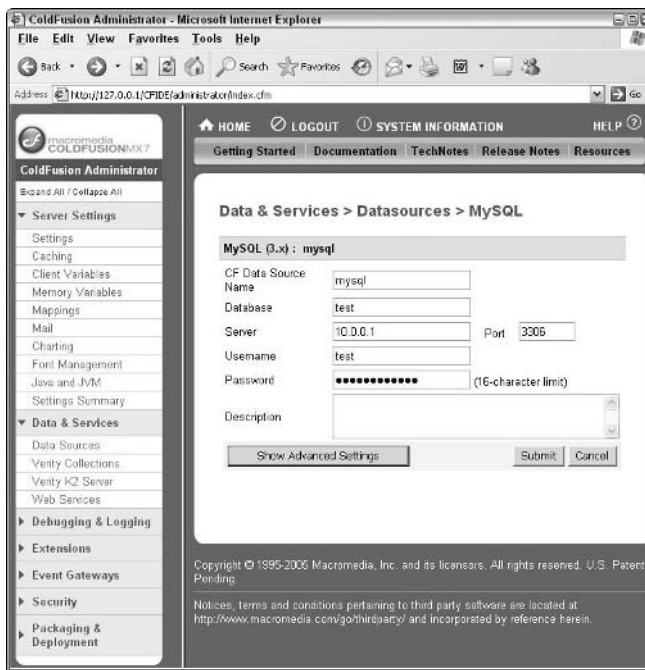 ColdFusion Administrator - Microsoft Internet Explorer
File Edit View Favorites Tools Help
Back Search Favorites
Address http://127.0.0.1/CFIDE/administrator/index.cfm Go
macromedia
COLDFUSION MX 7
ColdFusion Administrator
Expand All / Collapse All
Server Settings
Settings
Caching
Client Variables
Memory Variables
Mappings
Mail
Charting
Font Management
Java and JVM
Settings Summary
Data & Services
Data Sources
Verity Collections
Verity K2 Server
Web Services
Debugging & Logging
Extensions
Event Gateways
Security
Packaging &
Deployment
HOME LOGOUT SYSTEM INFORMATION HELP
Getting Started Documentation TechNotes Release Notes Resources
Data & Services > Datasources > MySQL
MySQL (3.x) : mysql
CF Data Source
Name mysql
Database test
Server 10.0.0.1 Port 3306
Username test
Password •••••••••••• (16-character limit)
Description
Show Advanced Settings Submit Cancel
Copyright © 1995-2005 Macromedia, Inc. and its licensors. All rights reserved. U.S. Patent
Pending.
Notices, terms and conditions pertaining to third party software are located at
http://www.macromedia.com/go/thirdparty/ and incorporated by reference herein.